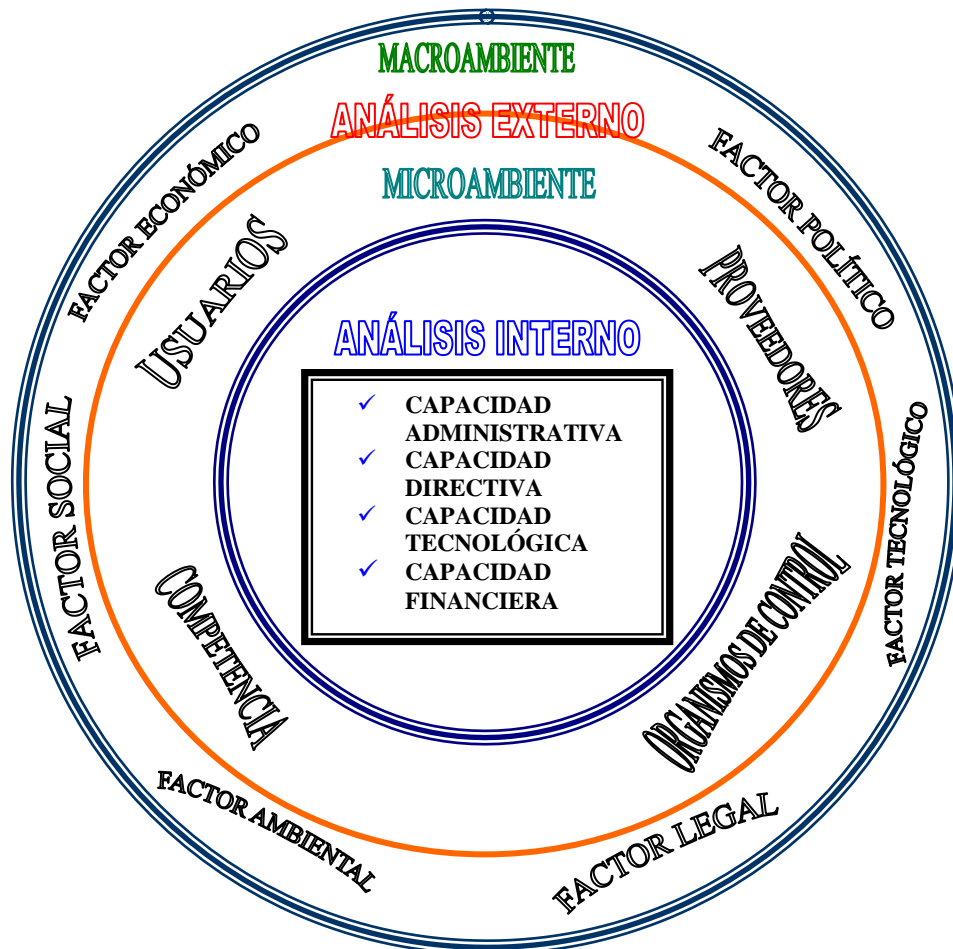 MACROAMBIENTE
ANÁLISIS EXTERNO
MICROAMBIENTE
FACTOR ECONÓMICO
FACTOR POLÍTICO
USUARIOS
PROVEEDORES
ANÁLISIS INTERNO
✓ CAPACIDAD
ADMINISTRATIVA
✓ CAPACIDAD
DIRECTIVA
✓ CAPACIDAD
TECNOLÓGICA
✓ CAPACIDAD
FINANCIERA
FACTOR SOCIAL
FACTOR TECNOLÓGICO
COMPETENCIA
ORGANISMOS DE CONTROL
FACTOR AMBIENTAL
FACTOR LEGAL